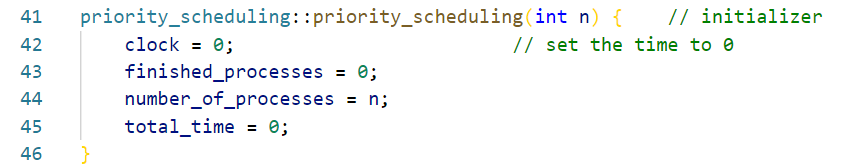 41 priority_scheduling::priority_scheduling(int n) {    // initializer
42     clock = 0;                       // set the time to 0
43     finished_processes = 0;
44     number_of_processes = n;
45     total_time = 0;
46 }